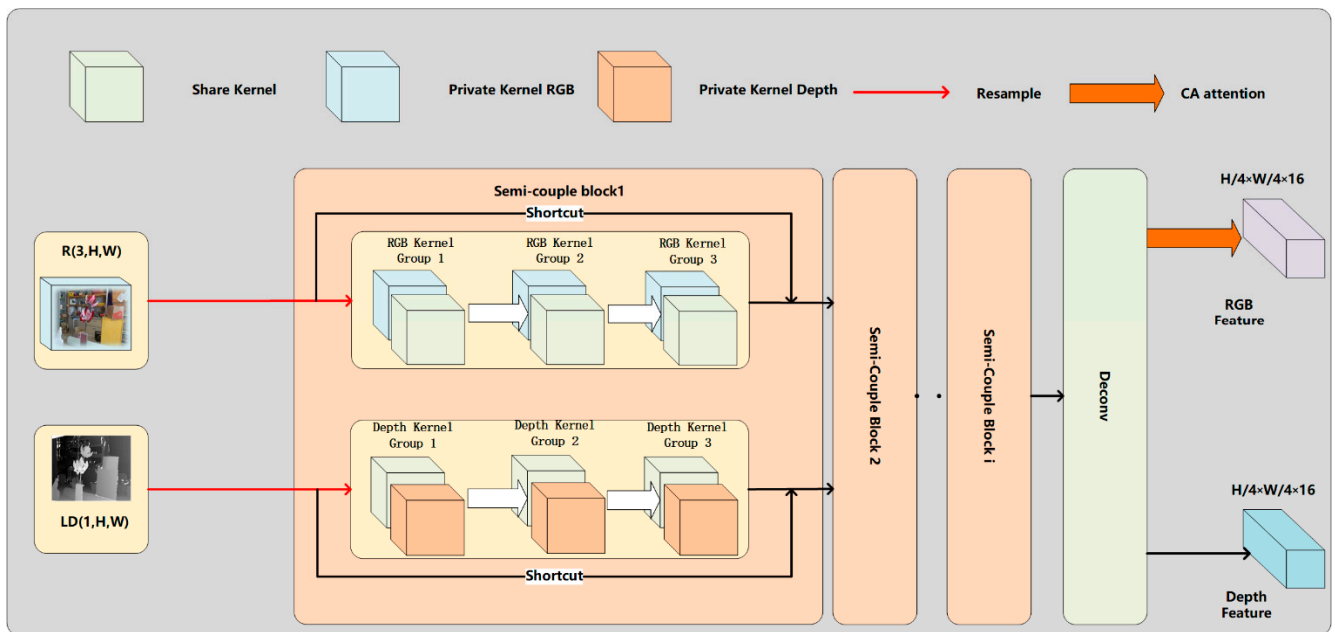 Share Kernel
Private Kernel RGB
Private Kernel Depth
Resample
CA attention
Semi-couple block1
Shortcut
R(3,H,W)
RGB Kernel
Group 1
RGB Kernel
Group 2
RGB Kernel
Group 3
LD(1,H,W)
Depth Kernel
Group 1
Depth Kernel
Group 2
Depth Kernel
Group 3
Shortcut
Semi-Couple Block 2
Semi-Couple Block i
Deconv
H/4×W/4×16
RGB
Feature
H/4×W/4×16
Depth
Feature